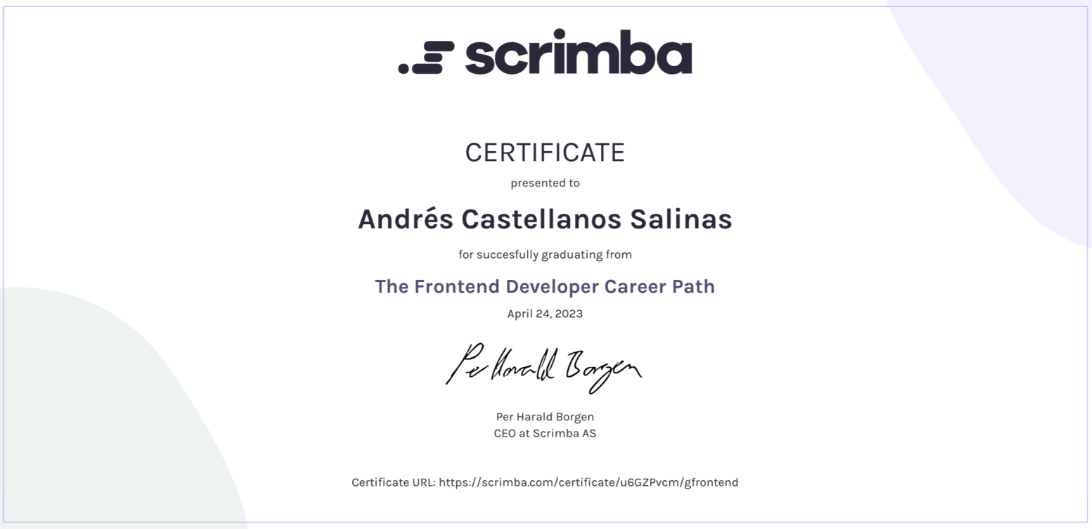 scrimba
CERTIFICATE
presented to
Andrés Castellanos Salinas
for succesfully graduating from
The Frontend Developer Career Path
April 24, 2023
Per Harald Borgen
Per Harald Borgen
CEO at Scrimba AS
Certificate URL: https://scrimba.com/certificate/u6GZPvcm/gfrontend